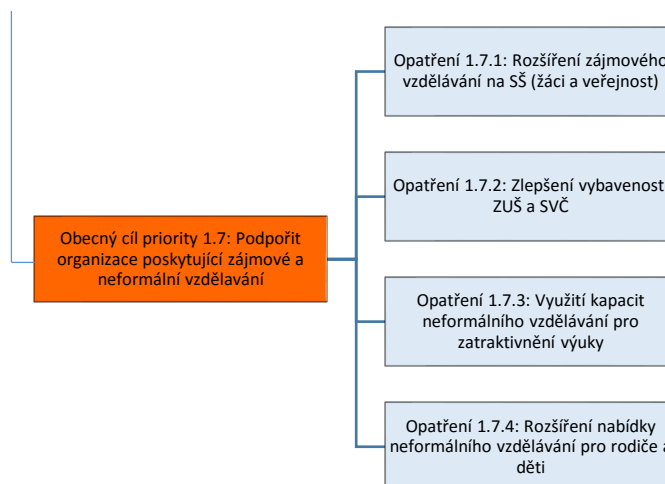 Opatření 1.7.1: Rozšíření zájmového
vzdělávání na SŠ (žáci a veřejnost)
Opatření 1.7.2: Zlepšení vybavenosti
ZUŠ a SVČ
Obecný cíl priority 1.7: Podpořit
organizace poskytující zájmové a
neformální vzdělavání
Opatření 1.7.3: Využití kapacit
neformálního vzdělávání pro
zatraktivnění výuky
Opatření 1.7.4: Rozšíření nabídky
neformálního vzdělávání pro rodiče a
děti